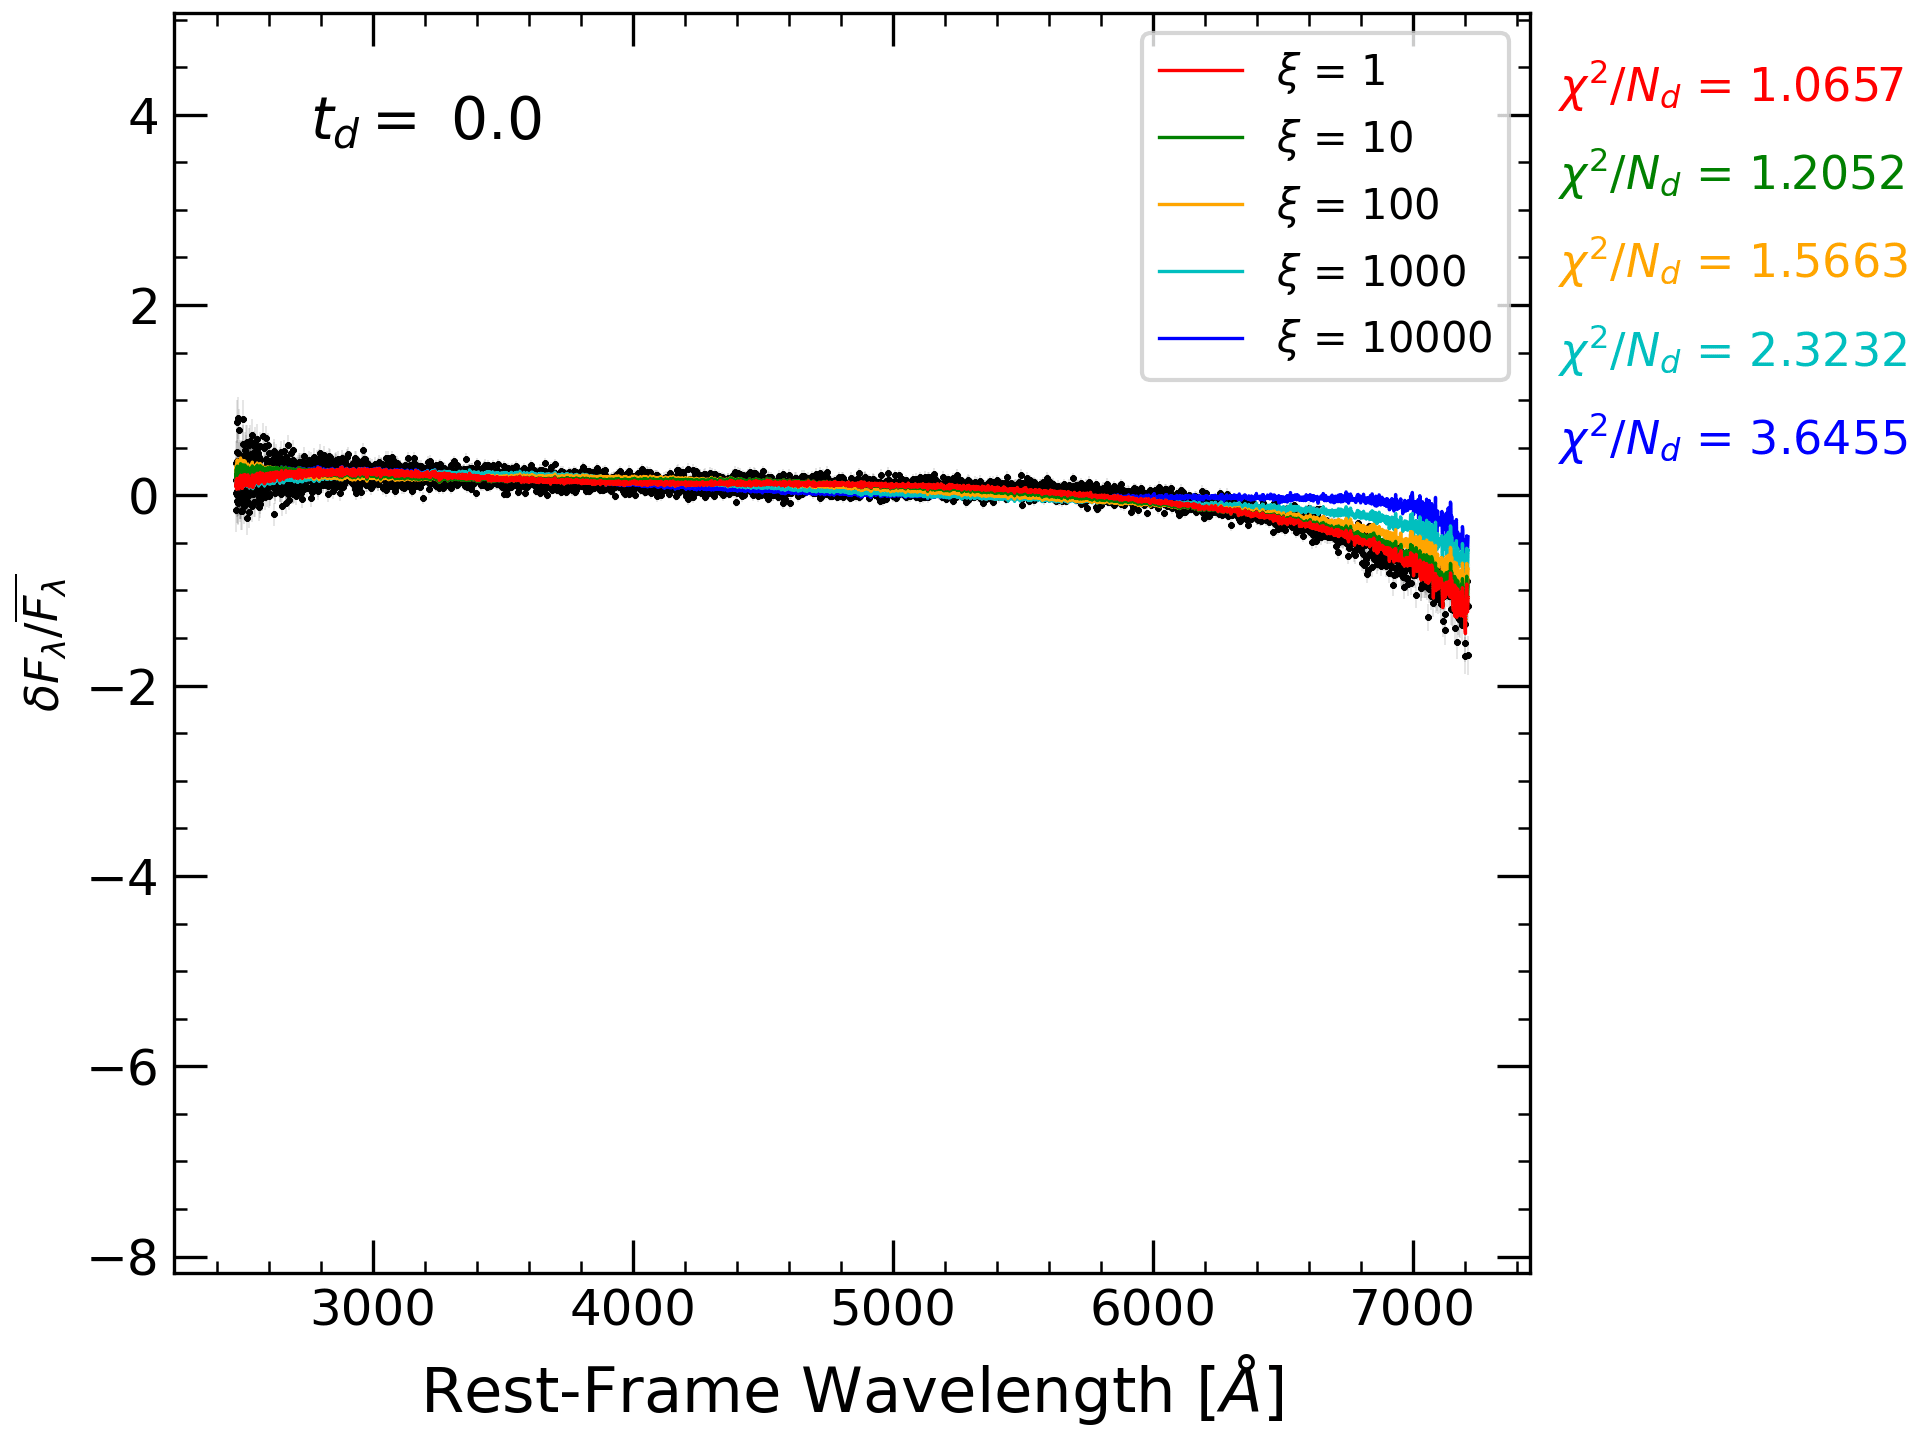 t_d = 0.0
ξ = 1
ξ = 10
ξ = 100
ξ = 1000
ξ = 10000
χ²/N_d = 1.0657
χ²/N_d = 1.2052
χ²/N_d = 1.5663
χ²/N_d = 2.3232
χ²/N_d = 3.6455
4
2
0
−2
−4
−6
−8
δF_λ/F̅_λ̅
3000 4000 5000 6000 7000
Rest-Frame Wavelength [Å]